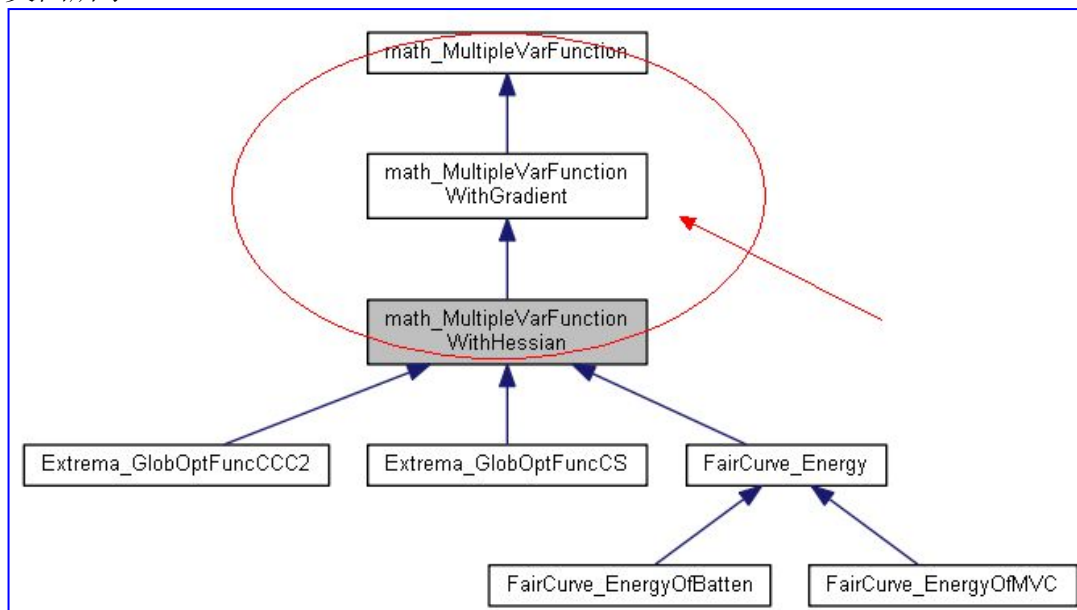 math_MultipleVarFunction
math_MultipleVarFunction
WithGradient
math_MultipleVarFunction
WithHessian
Extrema_GlobOptFuncCCC2
Extrema_GlobOptFuncCS
FairCurve_Energy
FairCurve_EnergyOfBatten
FairCurve_EnergyOfMVC